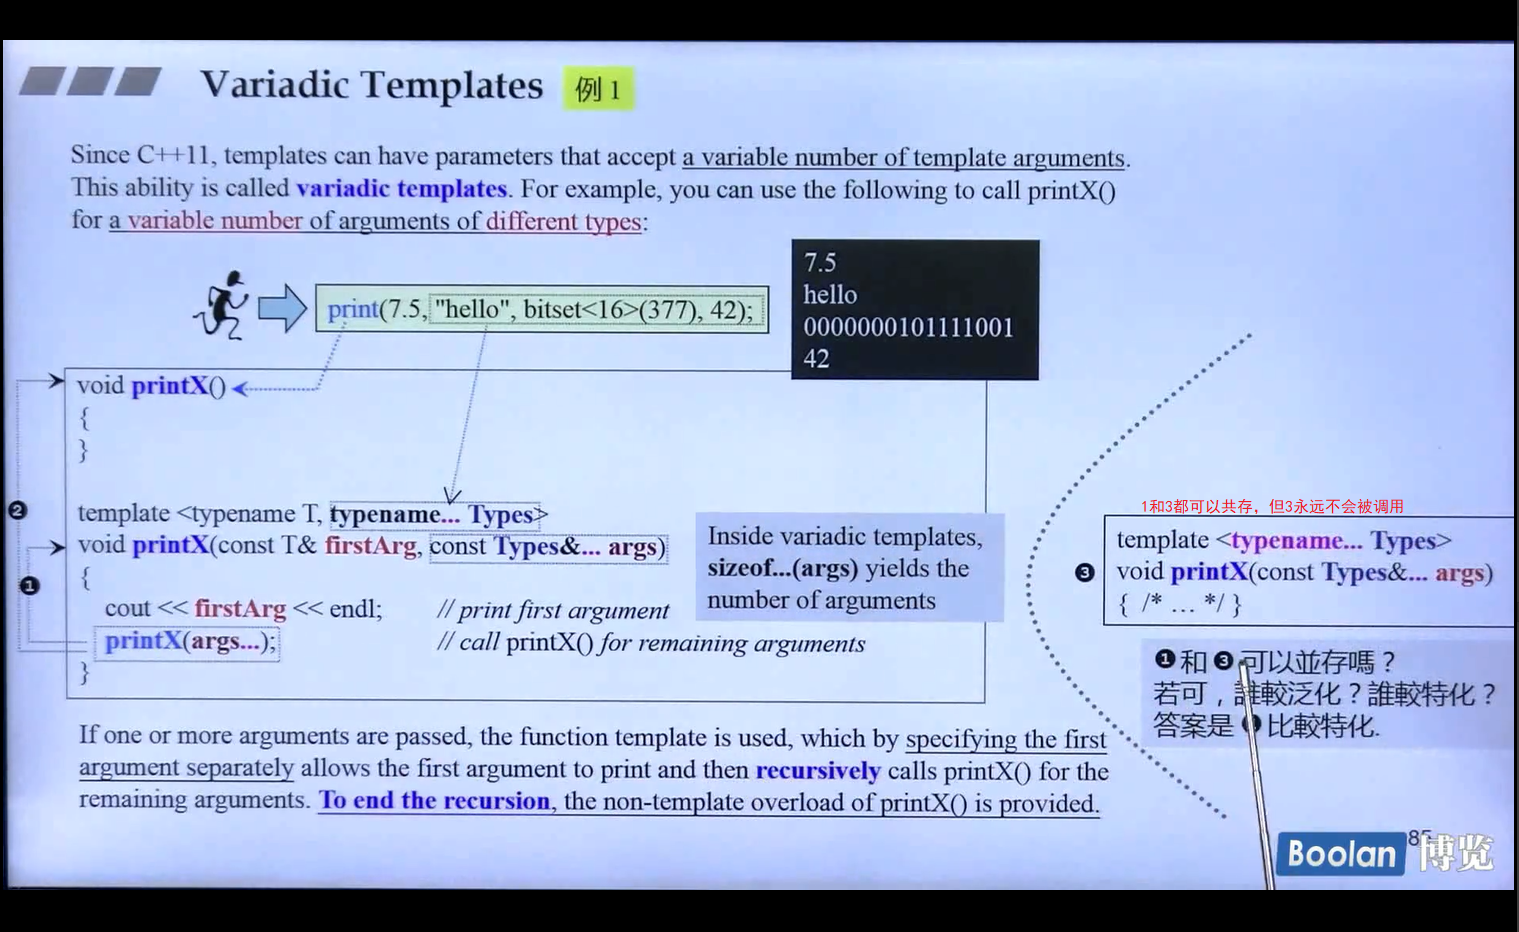 Variadic Templates 例 1
Since C++11, templates can have parameters that accept a variable number of template arguments.
This ability is called variadic templates. For example, you can use the following to call printX()
for a variable number of arguments of different types:
print(7.5, "hello", bitset<16>(377), 42);
7.5
hello
0000000101111001
42
void printX()
{
}
template <typename T, typename... Types>
void printX(const T& firstArg, const Types&... args)
{
cout << firstArg << endl; // print first argument
printX(args...); // call printX() for remaining arguments
}
❷
❶
Inside variadic templates,
sizeof...(args) yields the
number of arguments
1和3都可以共存，但3永远不会被调用
❸
template <typename... Types>
void printX(const Types&... args)
{ /* ... */ }
❶和❸可以並存嗎？
若可，誰較泛化？誰較特化？
答案是 比較特化.
If one or more arguments are passed, the function template is used, which by specifying the first
argument separately allows the first argument to print and then recursively calls printX() for the
remaining arguments. To end the recursion, the non-template overload of printX() is provided.
Boolan 博览